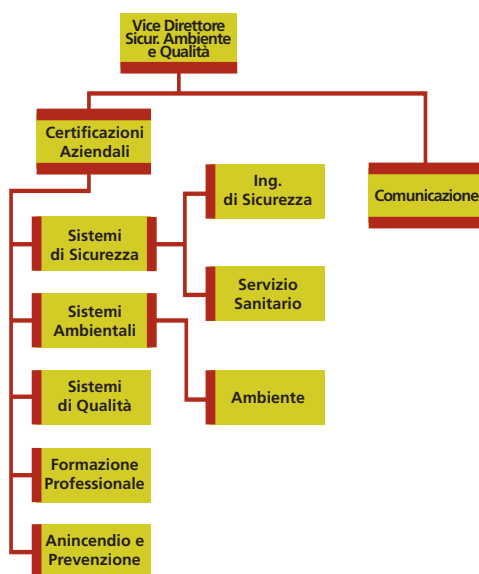 Vice Direttore
Sicur. Ambiente
e Qualità
Certificazioni
Aziendali
Comunicazione
Ing.
di Sicurezza
Sistemi
di Sicurezza
Servizio
Sanitario
Sistemi
Ambientali
Ambiente
Sistemi
di Qualità
Formazione
Professionale
Anincendio e
Prevenzione